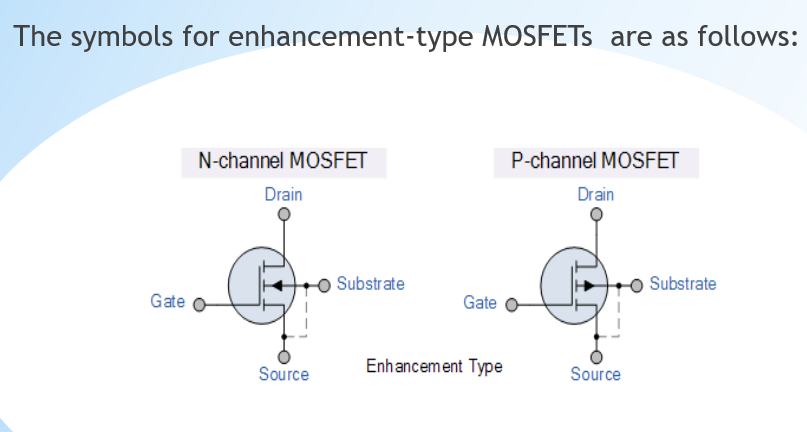 The symbols for enhancement-type MOSFETs are as follows:
N-channel MOSFET
P-channel MOSFET
Drain
Drain
Substrate
Substrate
Gate
Gate
Enhancement Type
Source
Source